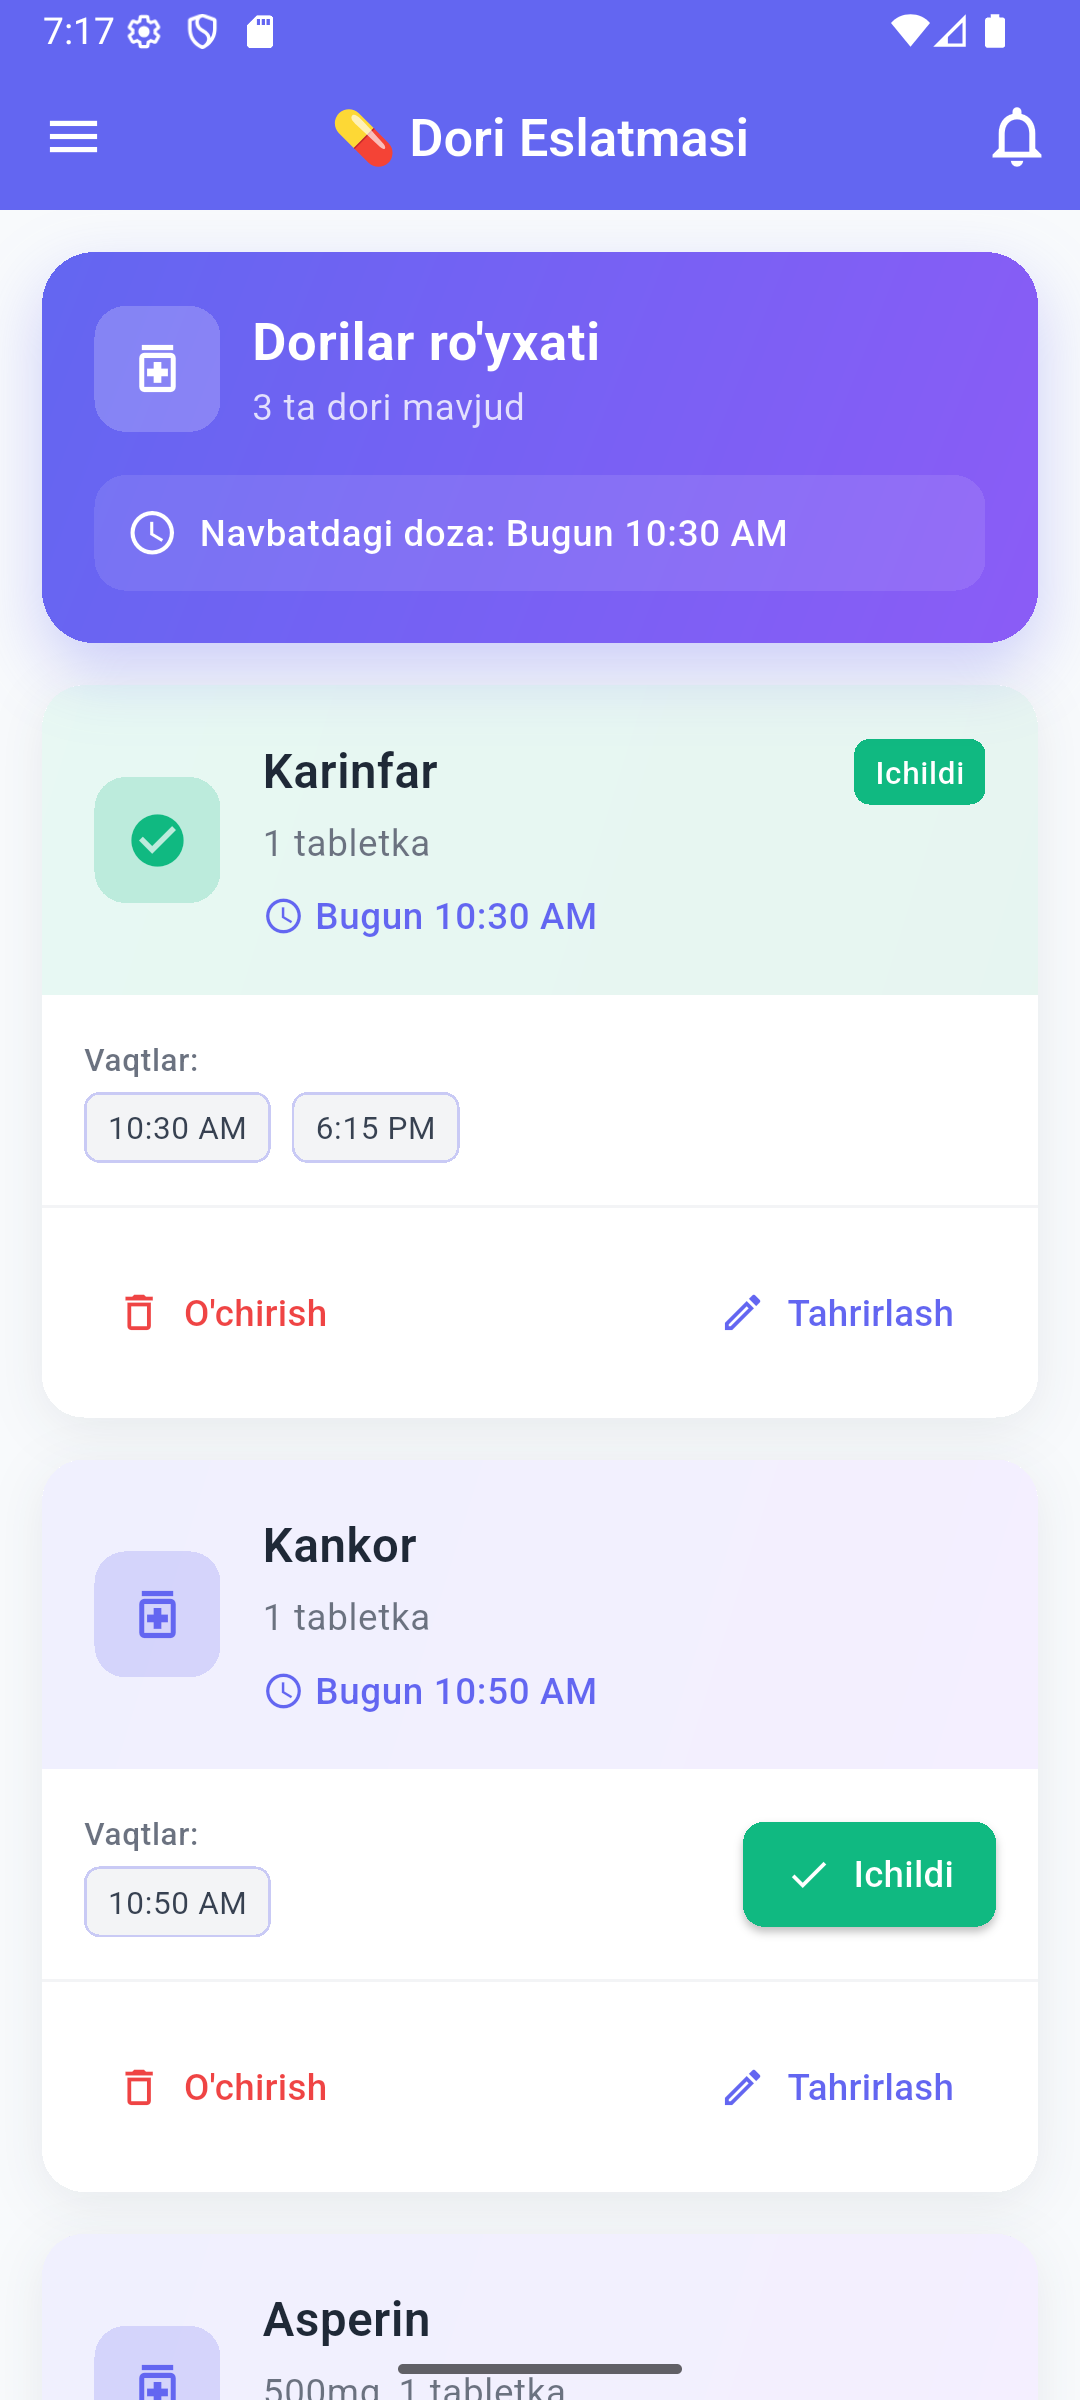 7:17
Dori Eslatmasi
Dorilar ro'yxati
3 ta dori mavjud
Navbatdagi doza: Bugun 10:30 AM
Karinfar
Ichildi
1 tabletka
Bugun 10:30 AM
Vaqtlar:
10:30 AM 6:15 PM
O'chirish Tahrirlash
Kankor
1 tabletka
Bugun 10:50 AM
Vaqtlar:
10:50 AM
Ichildi
O'chirish Tahrirlash
Asperin
500mg 1 tabletka